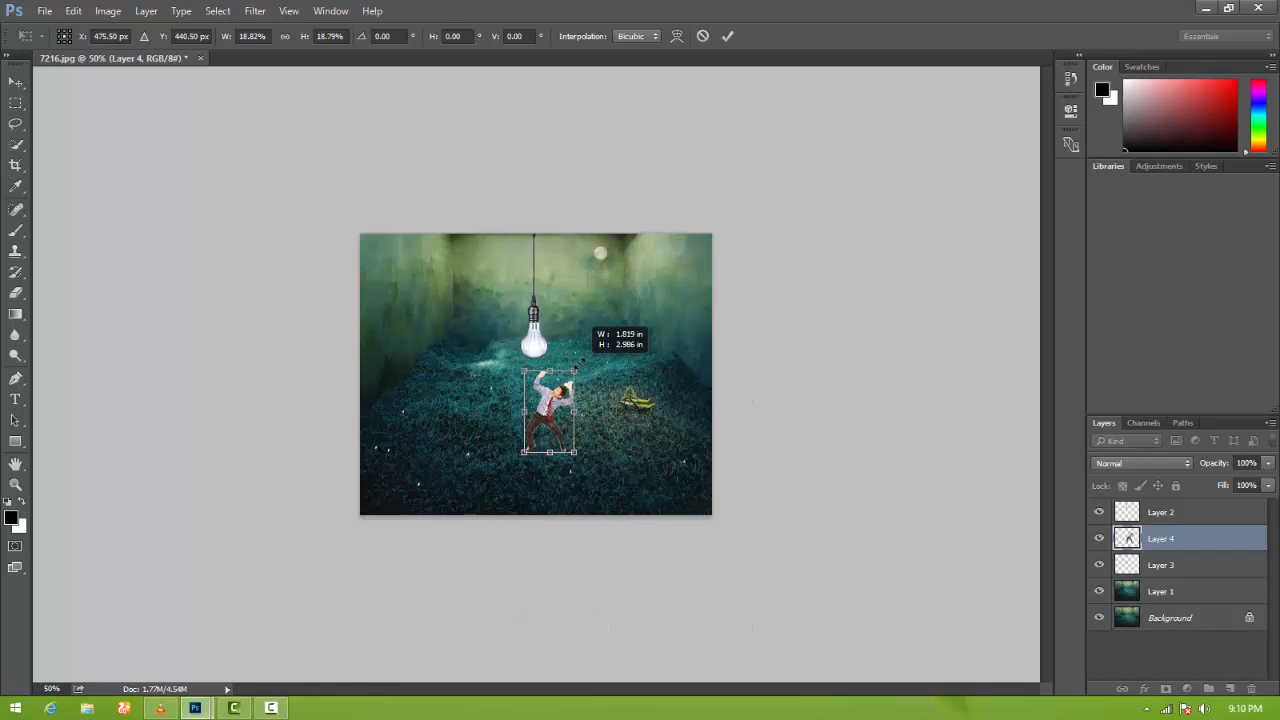 Ps File Edit Image Layer Type Select Filter View Window Help
X: 475.50 px Y: 440.50 px W: 18.82% H: 18.79% 0.00 ° H: 0.00 ° V: 0.00 ° Interpolation: Bicubic Essentials
7216.jpg @ 50% (Layer 4, RGB/8#) * ×
Color Swatches
Libraries Adjustments Styles
W : 1.819 in
H : 2.986 in
Layers Channels Paths
Kind
Normal Opacity: 100%
Lock: Fill: 100%
Layer 2
Layer 4
Layer 3
Layer 1
Background
50% Doc: 1.77M/4.54M
9:10 PM